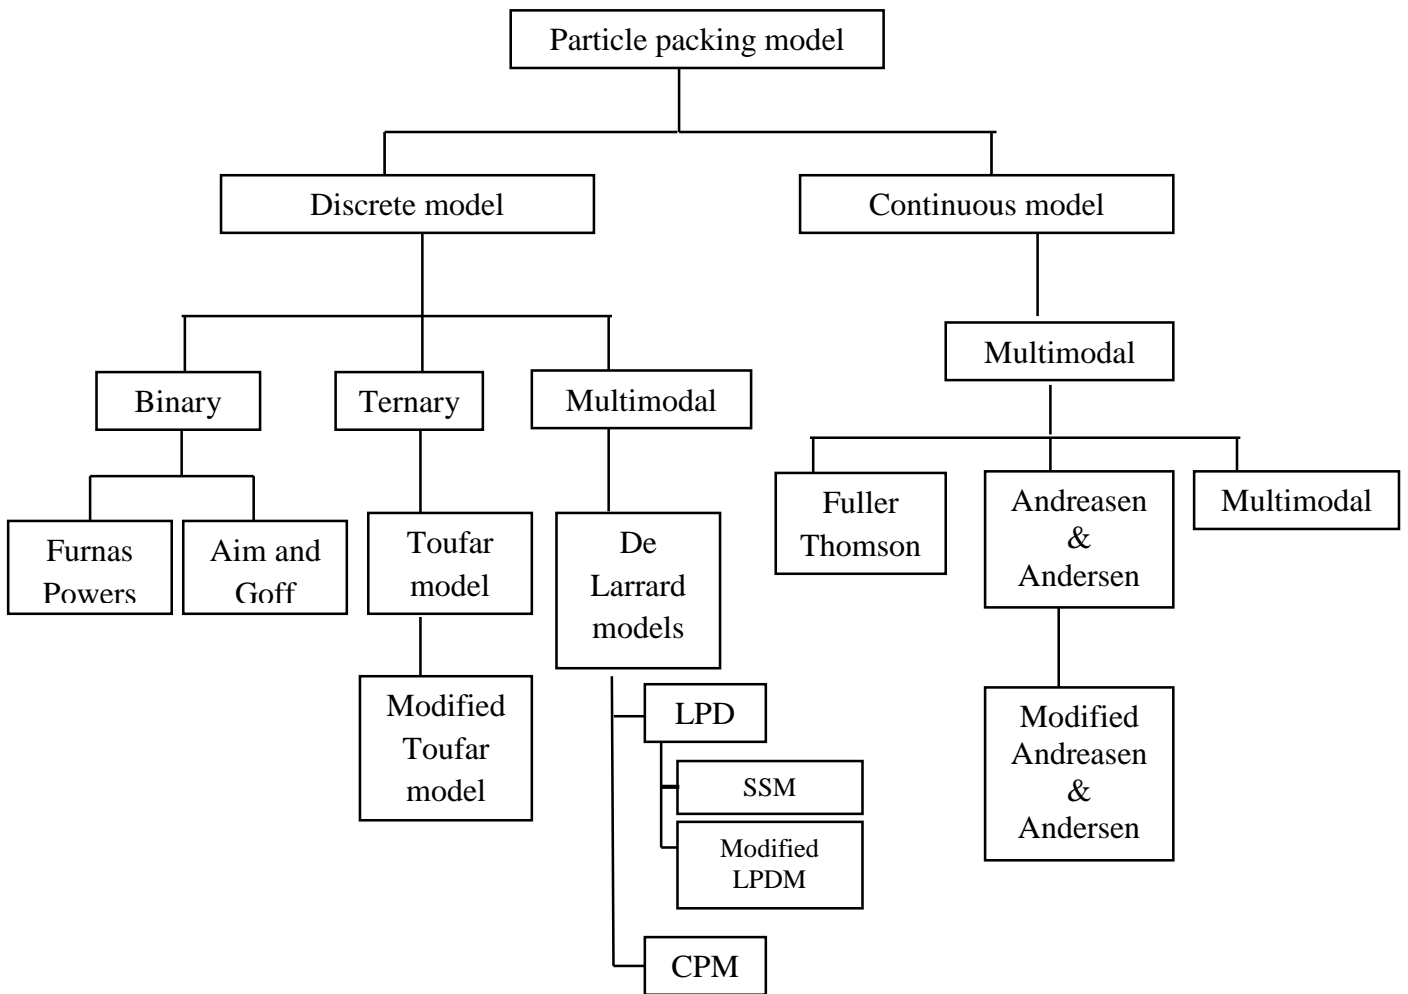 Particle packing model
Discrete model
Continuous model
Binary
Ternary
Multimodal
Multimodal
Furnas
Powers
Aim and
Goff
Toufar
model
De
Larrard
models
Fuller
Thomson
Andreasen
&
Andersen
Multimodal
Modified
Toufar
model
LPD
SSM
Modified
LPDM
CPM
Modified
Andreasen
&
Andersen